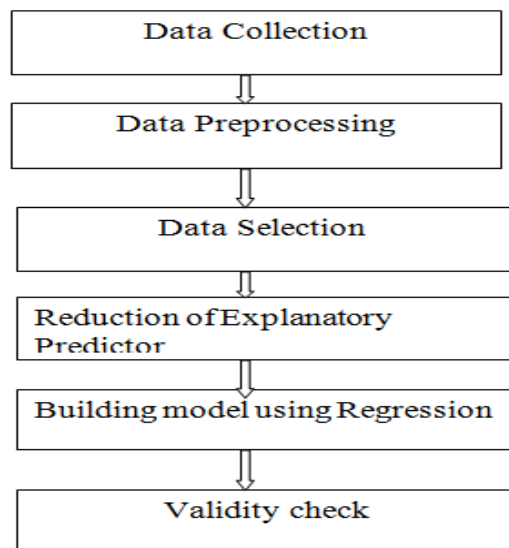 Data Collection
Data Preprocessing
Data Selection
Reduction of Explanatory
Predictor
Building model using Regression
Validity check